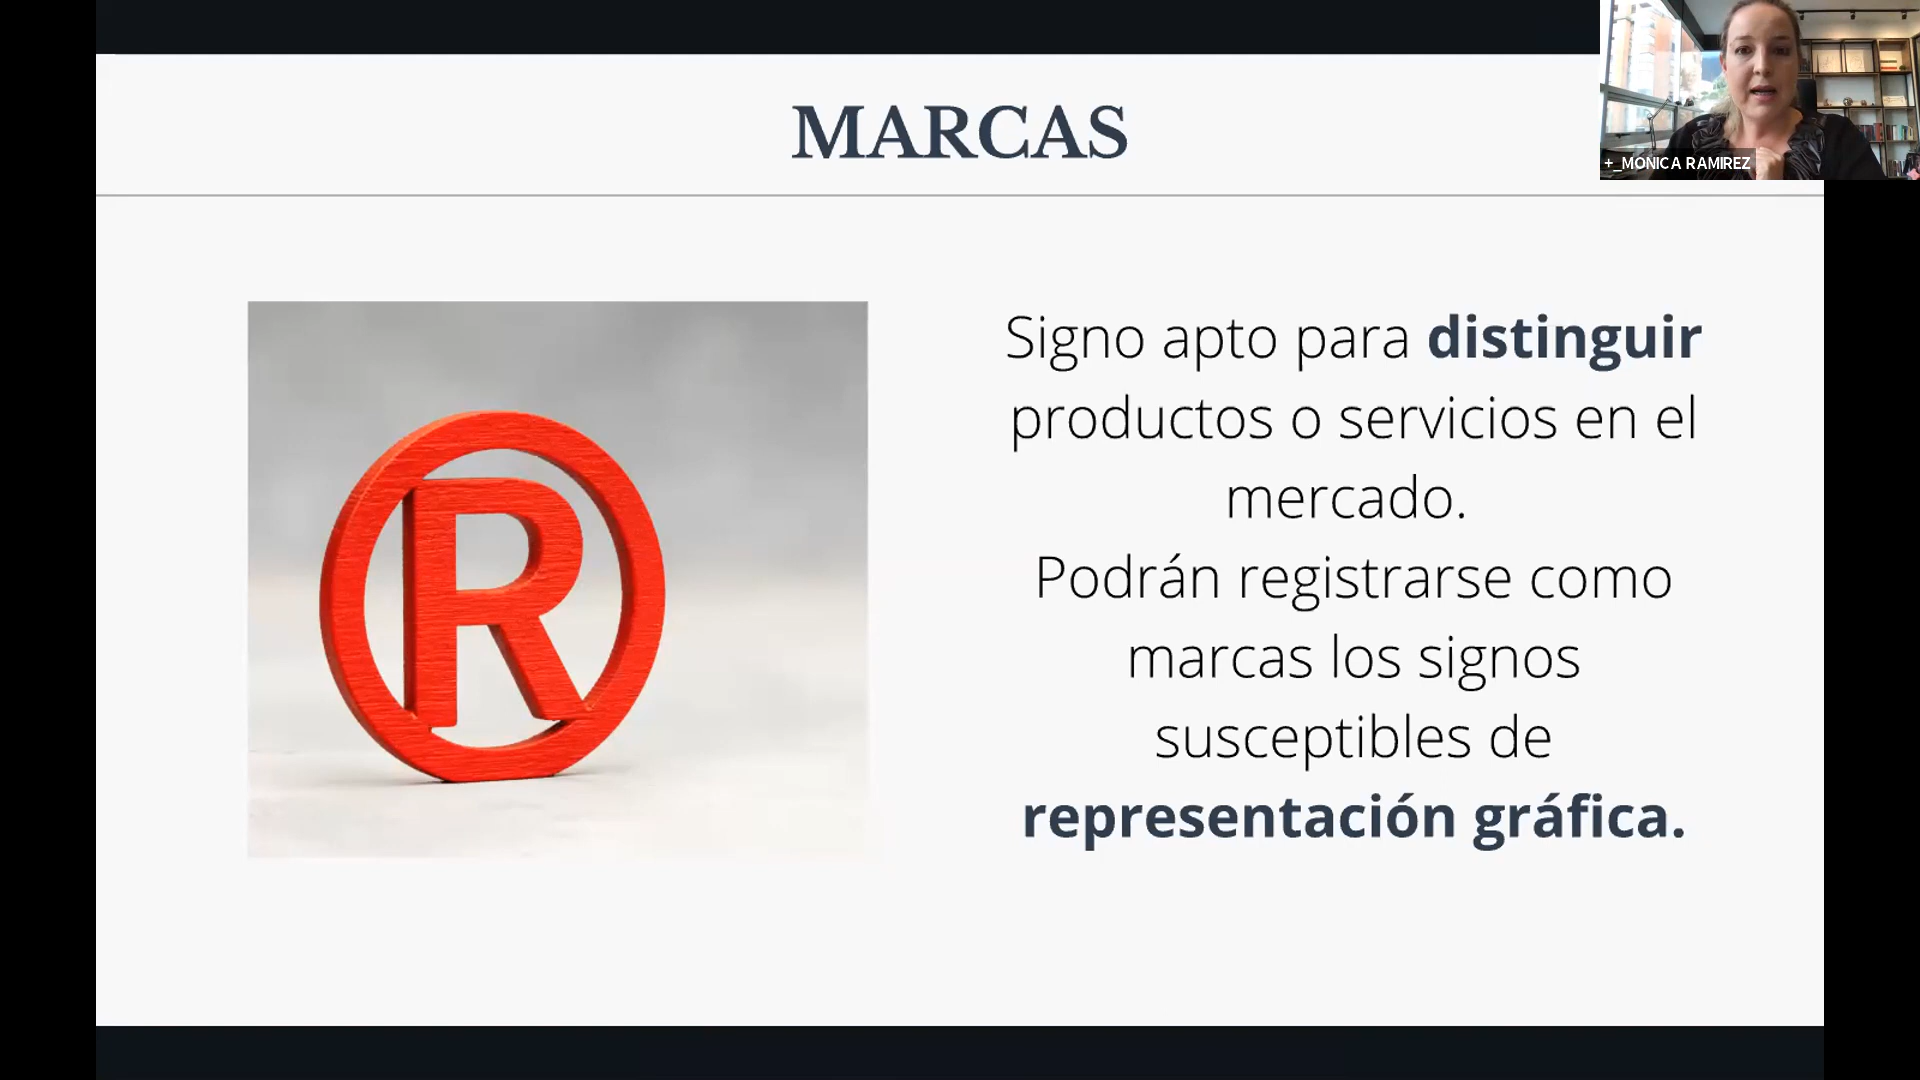 MARCAS
+_MONICA RAMIREZ
R
Signo apto para distinguir
productos o servicios en el
mercado.
Podrán registrarse como
marcas los signos
susceptibles de
representación gráfica.